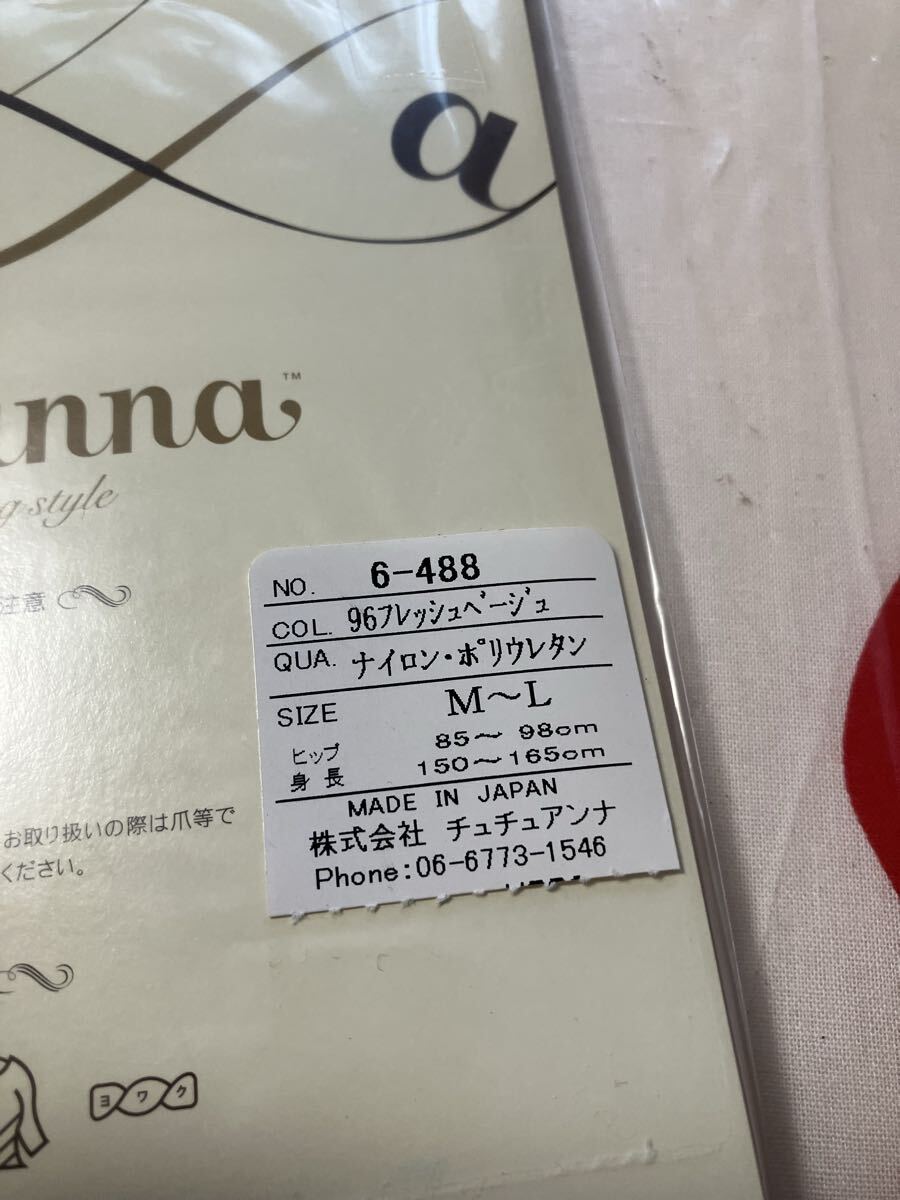 a
anna™
g style
注意
NO. 6-488
COL. 96フレッシュベージュ
QUA. ナイロン・ポリウレタン
SIZE M～L
ヒップ 85～ 98cm
身長 150～165cm
MADE IN JAPAN
株式会社 チュチュアンナ
Phone:06-6773-1546
お取り扱いの際は爪等で
ください。
ヨワク